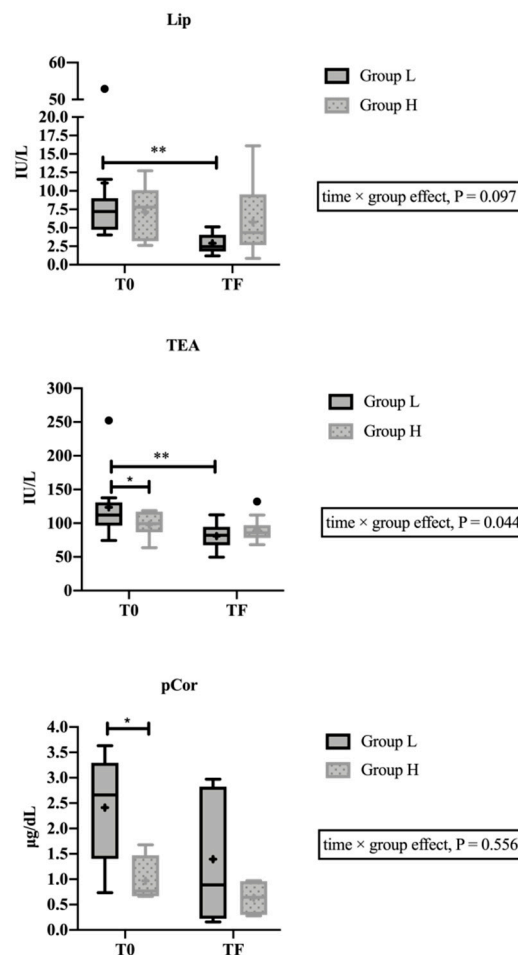 Lip
60
50
20.0
17.5
15.0
12.5
10.0
7.5
5.0
2.5
0.0
IU/L
**
T0
TF
Group L
Group H
time × group effect, P = 0.097
TEA
300
250
200
150
100
50
0
IU/L
**
*
T0
TF
Group L
Group H
time × group effect, P = 0.044
pCor
4.0
3.5
3.0
2.5
2.0
1.5
1.0
0.5
0.0
µg/dL
*
T0
TF
Group L
Group H
time × group effect, P = 0.556